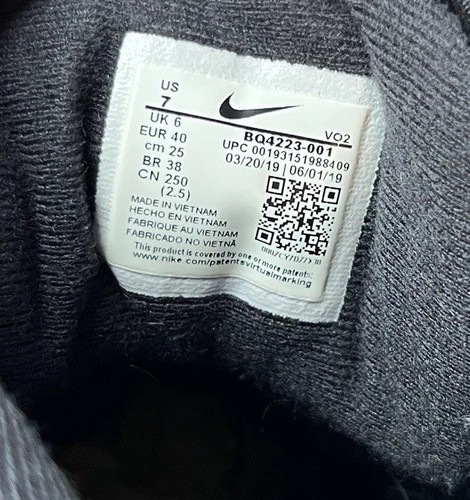 US
7
UK 6
EUR 40
cm 25
BR 38
CN 250
(2.5)
VO2
BQ4223-001
UPC 00193151988409
03/20/19 | 06/01/19
MADE IN VIETNAM
HECHO EN VIETNAM
FABRIQUE AU VIETNAM
FABRICADO NO VIETNÃ
This product is covered by one or more patents:
www.nike.com/patentsvirtualmarking